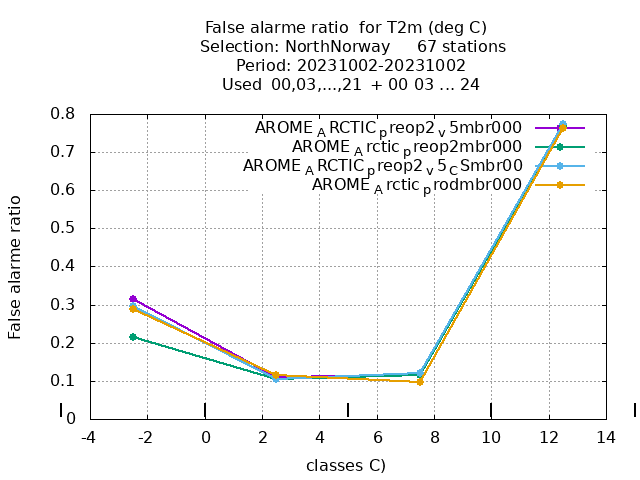 False alarme ratio for T2m (deg C)
Selection: NorthNorway 67 stations
Period: 20231002-20231002
Used 00,03,...,21 + 00 03 ... 24
AROME_ARCTIC_preop2_v5mbr000
AROME_Arctic_preop2mbr000
AROME_ARCTIC_preop2_v5_CSmbr00
AROME_Arctic_prodmbr000
False alarme ratio
0.8
0.7
0.6
0.5
0.4
0.3
0.2
0.1
0
-4 -2 0 2 4 6 8 10 12 14
classes C)